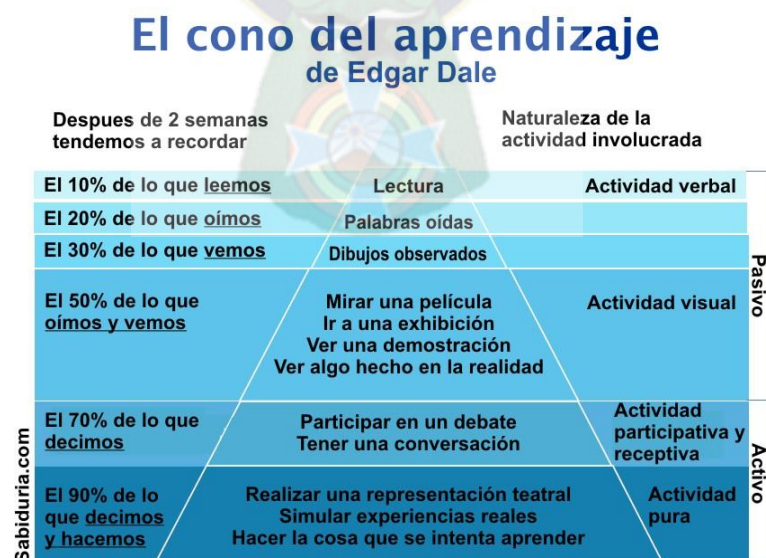 El cono del aprendizaje
de Edgar Dale
Despues de 2 semanas
tendemos a recordar
Naturaleza de la
actividad involucrada
El 10% de lo que leemos
Lectura
Actividad verbal
El 20% de lo que oímos
Palabras oídas
El 30% de lo que vemos
Dibujos observados
El 50% de lo que
oímos y vemos
Mirar una película
Ir a una exhibición
Ver una demostración
Ver algo hecho en la realidad
Actividad visual
Pasivo
El 70% de lo que
decimos
Participar en un debate
Tener una conversación
Actividad
participativa y
receptiva
El 90% de lo
que decimos
y hacemos
Realizar una representación teatral
Simular experiencias reales
Hacer la cosa que se intenta aprender
Actividad
pura
Activo
Sabiduria.com